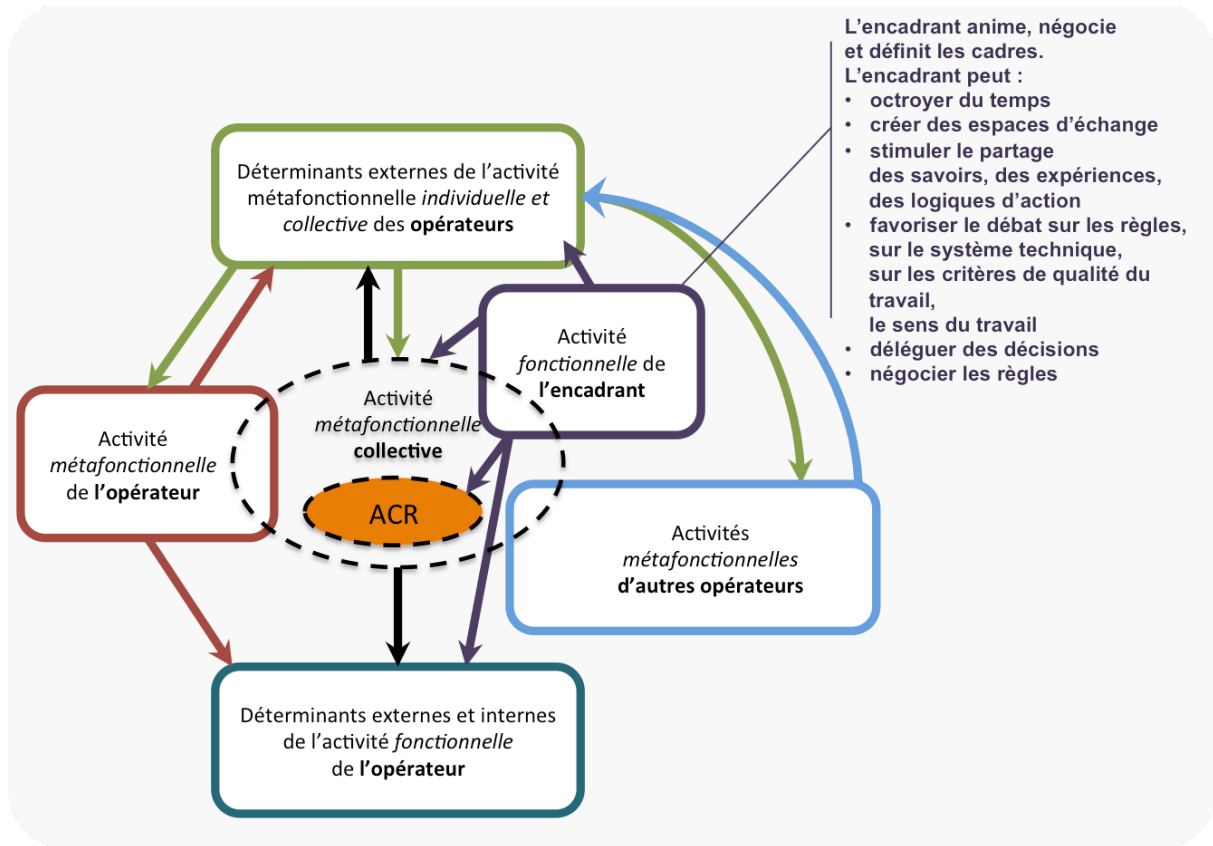 L’encadrant anime, négocie
et définit les cadres.
L’encadrant peut :
• octroyer du temps
• créer des espaces d’échange
• stimuler le partage
des savoirs, des expériences,
des logiques d’action
• favoriser le débat sur les règles,
sur le système technique,
sur les critères de qualité du
travail,
le sens du travail
• déléguer des décisions
• négocier les règles
Déterminants externes de l’activité
métafonctionnelle individuelle et
collective des opérateurs
Activité
fonctionnelle de
l’encadrant
Activité
métafonctionnelle
collective
ACR
Activité
métafonctionnelle
de l’opérateur
Activités
métafonctionnelles
d’autres opérateurs
Déterminants externes et internes
de l’activité fonctionnelle
de l’opérateur